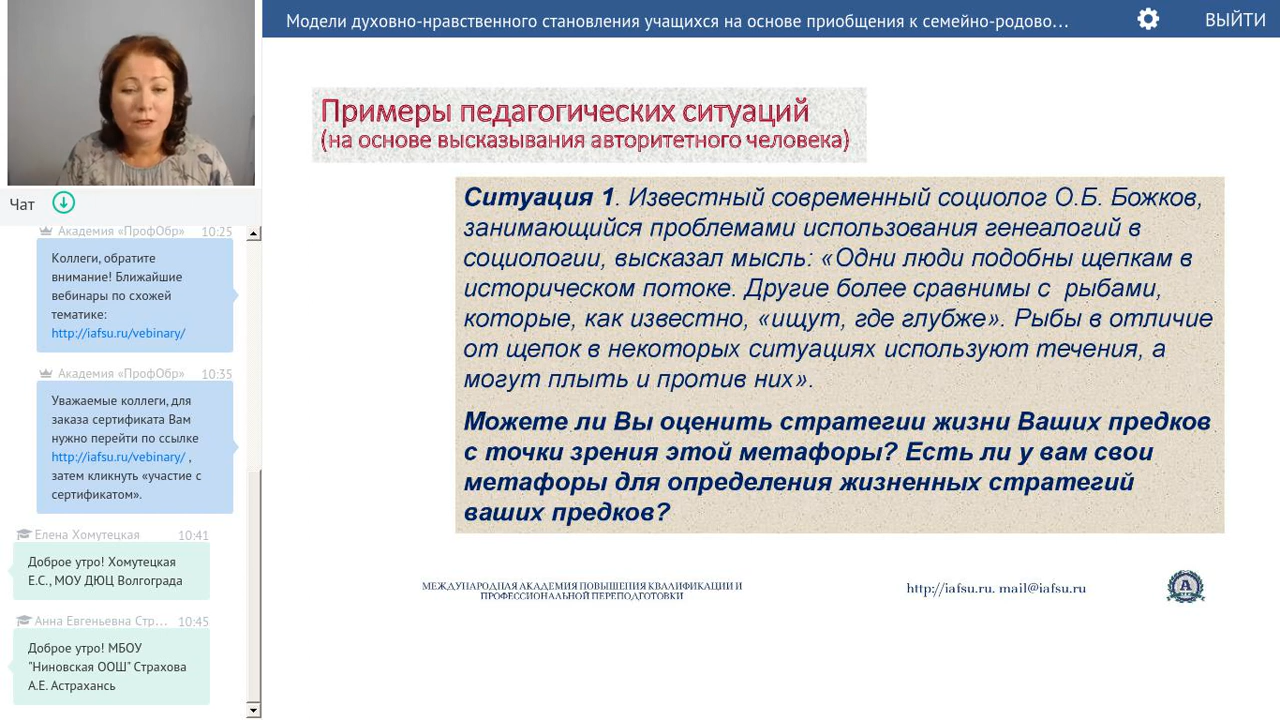 Модели духовно-нравственного становления учащихся на основе приобщения к семейно-родово...
ВЫЙТИ
Чат
Академия «ПрофОбр» 10:25
Коллеги, обратите
внимание! Ближайшие
вебинары по схожей
тематике:
http://iafsu.ru/vebinary/
Академия «ПрофОбр» 10:35
Уважаемые коллеги, для
заказа сертификата Вам
нужно перейти по ссылке
http://iafsu.ru/vebinary/ ,
затем кликнуть «участие с
сертификатом».
Елена Хомутецкая 10:41
Доброе утро! Хомутецкая
Е.С., МОУ ДЮЦ Волгограда
Анна Евгеньевна Стр... 10:45
Доброе утро! МБОУ
"Ниновская ООШ" Страхова
А.Е. Астрахансь
Примеры педагогических ситуаций
(на основе высказывания авторитетного человека)
Ситуация 1. Известный современный социолог О.Б. Божков,
занимающийся проблемами использования генеалогий в
социологии, высказал мысль: «Одни люди подобны щепкам в
историческом потоке. Другие более сравнимы с рыбами,
которые, как известно, «ищут, где глубже». Рыбы в отличие
от щепок в некоторых ситуациях используют течения, а
могут плыть и против них».
Можете ли Вы оценить стратегии жизни Ваших предков
с точки зрения этой метафоры? Есть ли у вам свои
метафоры для определения жизненных стратегий
ваших предков?
МЕЖДУНАРОДНАЯ АКАДЕМИЯ ПОВЫШЕНИЯ КВАЛИФИКАЦИИ И
ПРОФЕССИОНАЛЬНОЙ ПЕРЕПОДГОТОВКИ
http://iafsu.ru. mail@iafsu.ru